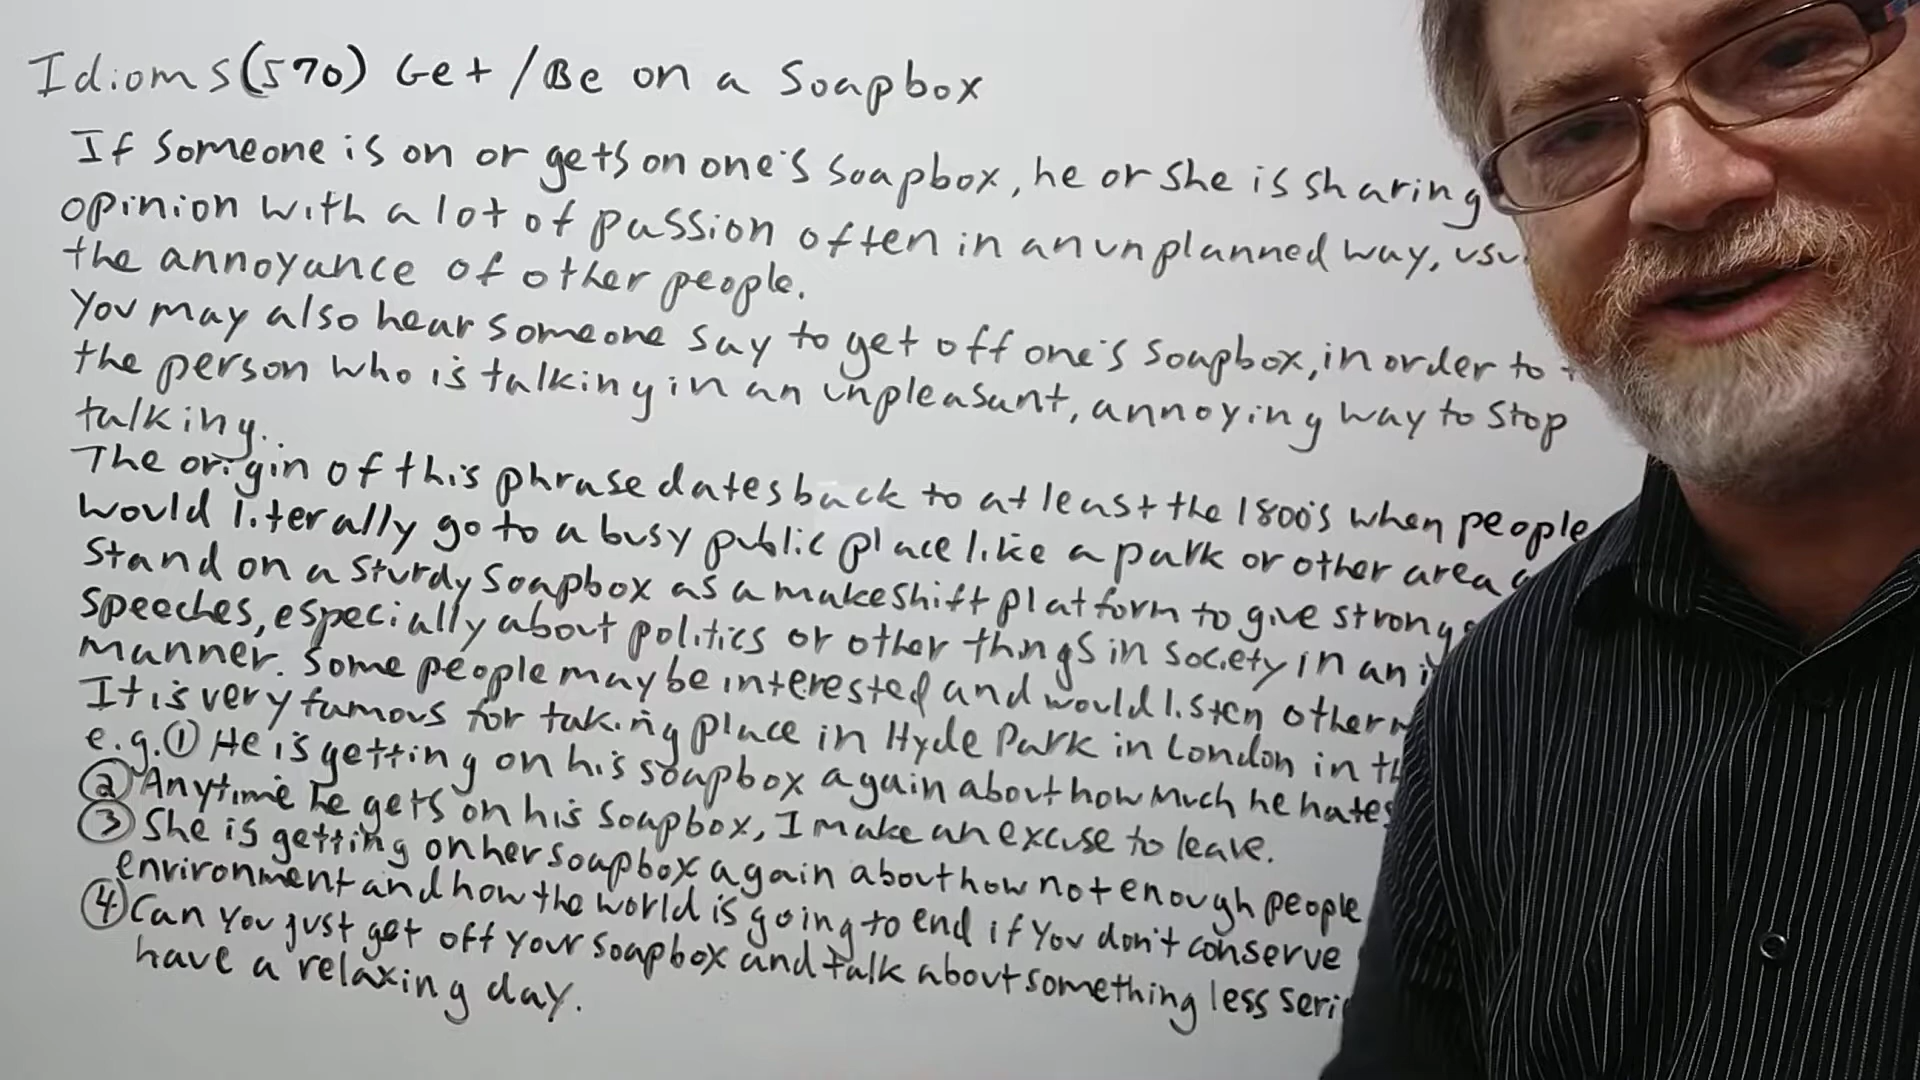 Idioms (570) Get / Be on a Soapbox
If someone is on or gets on one's soapbox, he or she is sharing
opinion with a lot of passion often in an unplanned way, usu
the annoyance of other people.
You may also hear someone say to get off one's soapbox, in order to
the person who is talking in an unpleasant, annoying way to stop
talking..
The origin of this phrase dates back to at least the 1800's when people
would literally go to a busy public place like a park or other area
stand on a sturdy soapbox as a makeshift platform to give strong
speeches, especially about politics or other things in society in an
manner. Some people may be interested and would listen other
It is very famous for taking place in Hyde Park in London in th
e.g. ① He is getting on his soapbox again about how much he hates
② Anytime he gets on his soapbox, I make an excuse to leave.
③ She is getting on her soapbox again about how not enough people
environment and how the world is going to end if you don't conserve
④ Can you just get off your soapbox and talk about something less seri
have a relaxing day.